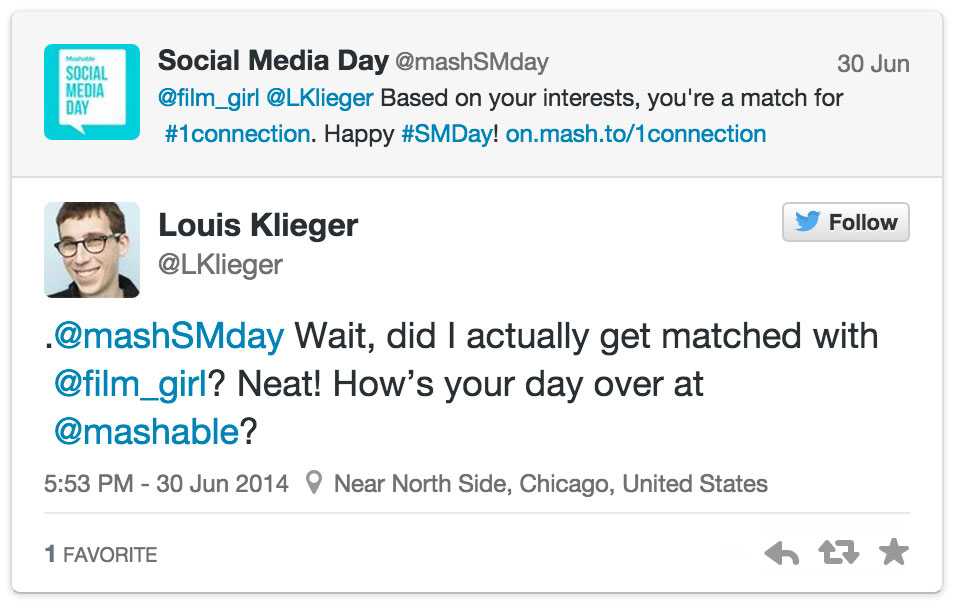 Mashable
SOCIAL
MEDIA
DAY
Social Media Day @mashSMday 30 Jun
@film_girl @LKlieger Based on your interests, you're a match for
#1connection. Happy #SMDay! on.mash.to/1connection
Louis Klieger
Follow
@LKlieger
.@mashSMday Wait, did I actually get matched with
@film_girl? Neat! How’s your day over at
@mashable?
5:53 PM - 30 Jun 2014 Near North Side, Chicago, United States
1 FAVORITE